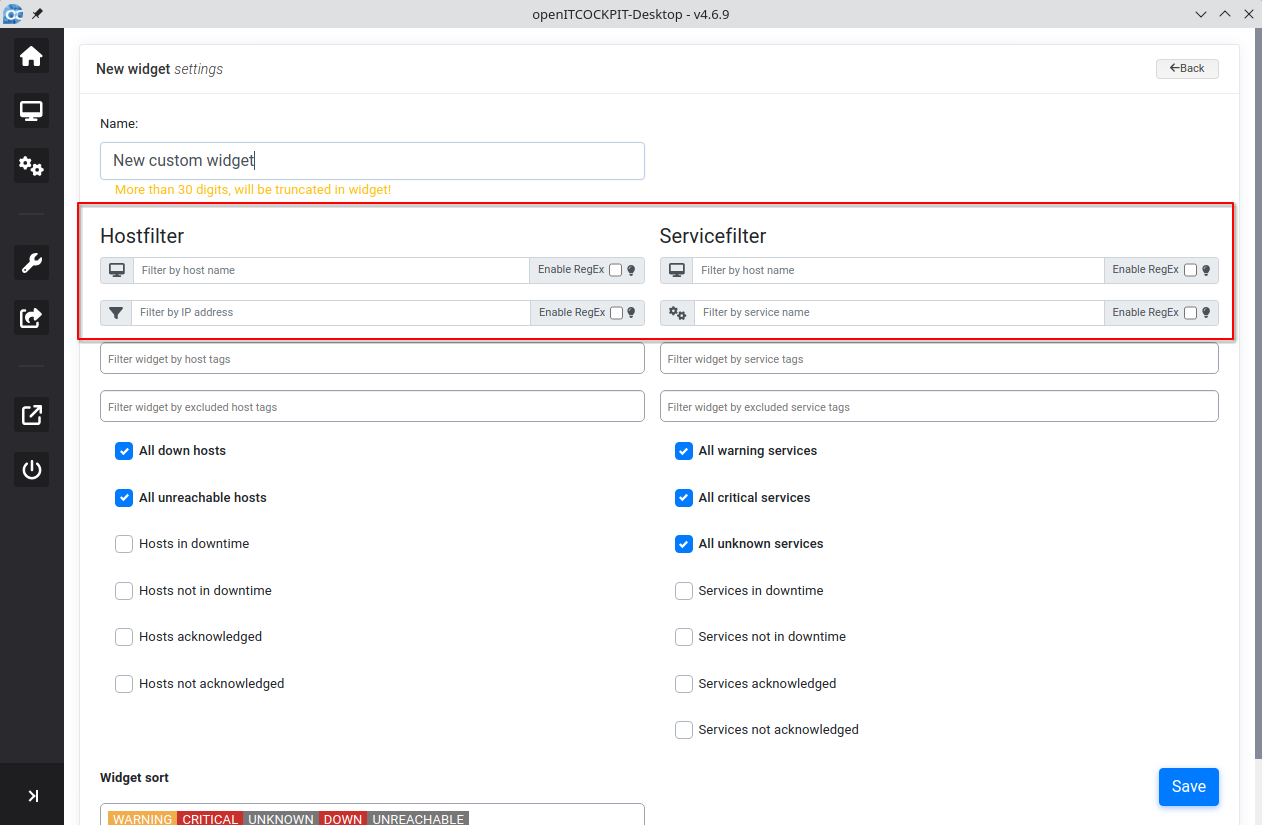 openITCOCKPIT-Desktop - v4.6.9
New widget settings
Back
Name:
New custom widget
More than 30 digits, will be truncated in widget!
Hostfilter
Servicefilter
Filter by host name
Enable RegEx
Filter by host name
Enable RegEx
Filter by IP address
Enable RegEx
Filter by service name
Enable RegEx
Filter widget by host tags
Filter widget by service tags
Filter widget by excluded host tags
Filter widget by excluded service tags
All down hosts
All warning services
All unreachable hosts
All critical services
Hosts in downtime
All unknown services
Hosts not in downtime
Services in downtime
Hosts acknowledged
Services not in downtime
Hosts not acknowledged
Services acknowledged
Services not acknowledged
Widget sort
Save
WARNING CRITICAL UNKNOWN DOWN UNREACHABLE